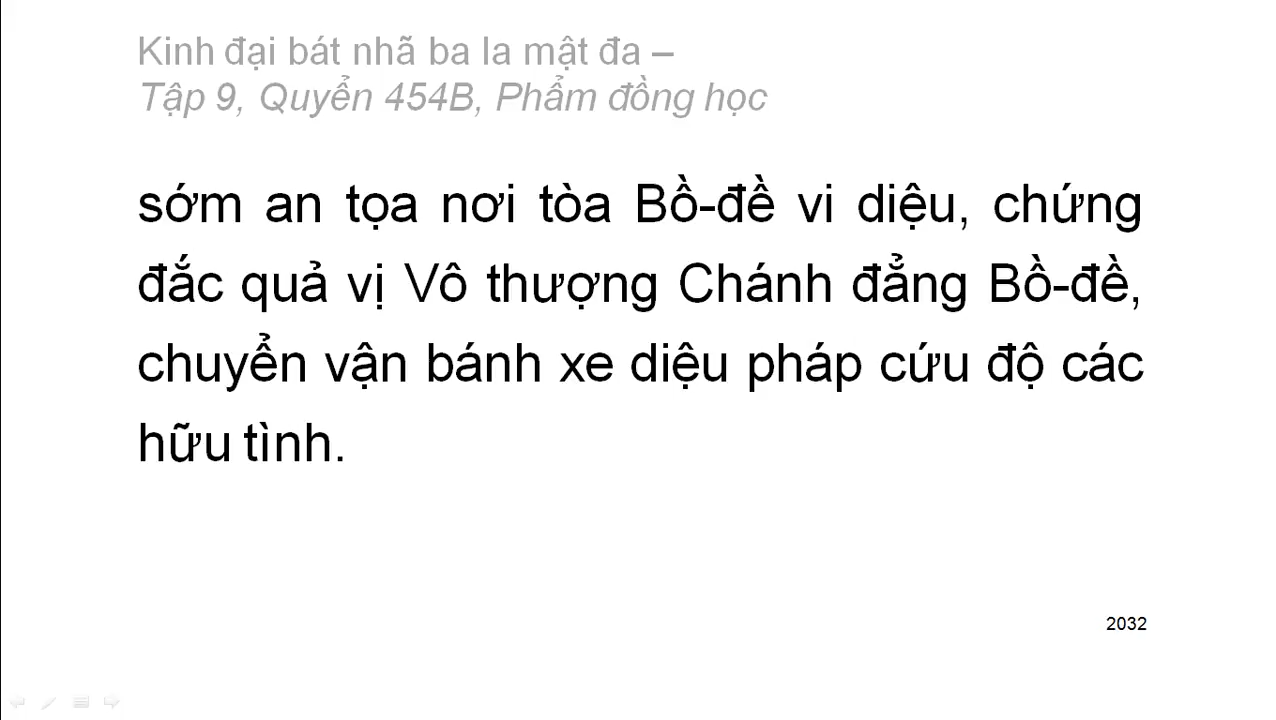 Kinh đại bát nhã ba la mật đa –
Tập 9, Quyển 454B, Phẩm đồng học
sớm an tọa nơi tòa Bồ-đề vi diệu, chứng
đắc quả vị Vô thượng Chánh đẳng Bồ-đề,
chuyển vận bánh xe diệu pháp cứu độ các
hữu tình.
2032